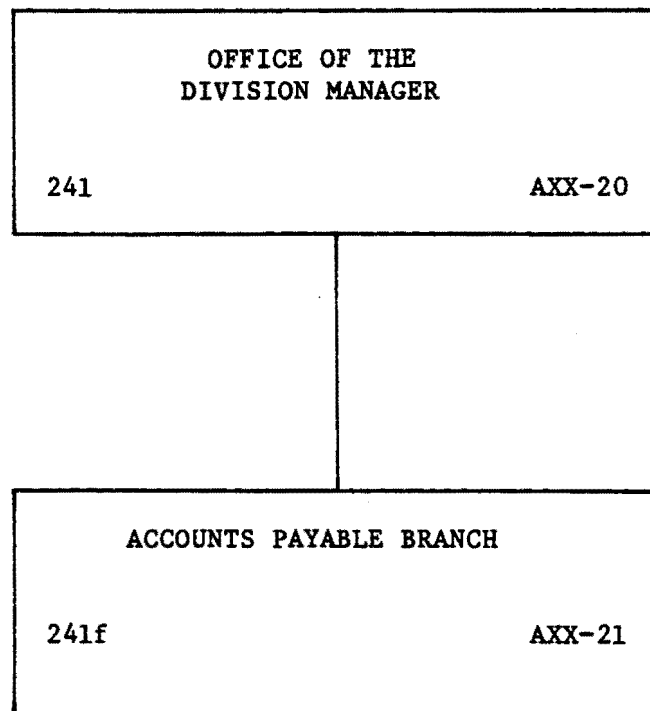 OFFICE OF THE
DIVISION MANAGER
241 AXX-20
ACCOUNTS PAYABLE BRANCH
241f AXX-21